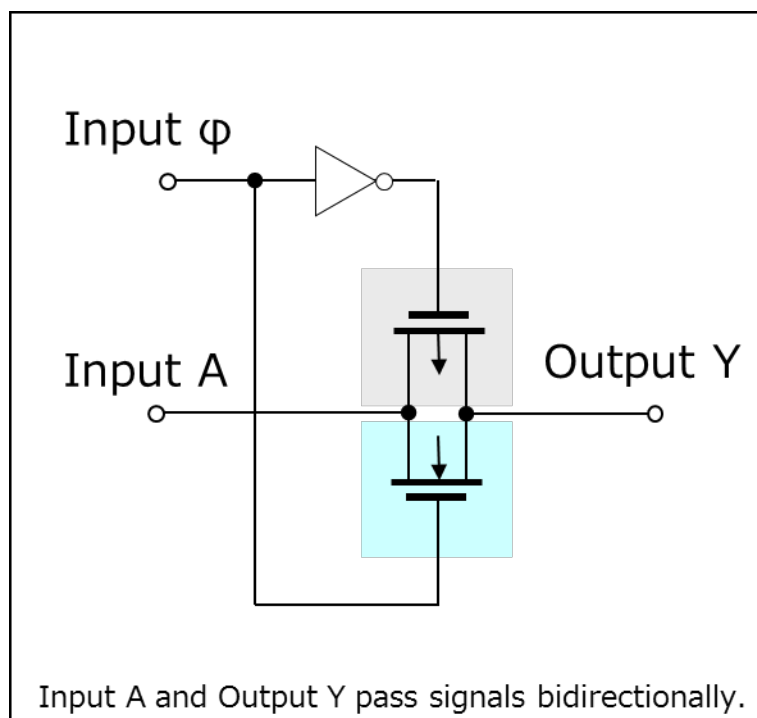 Input φ
Input A
Output Y
Input A and Output Y pass signals bidirectionally.